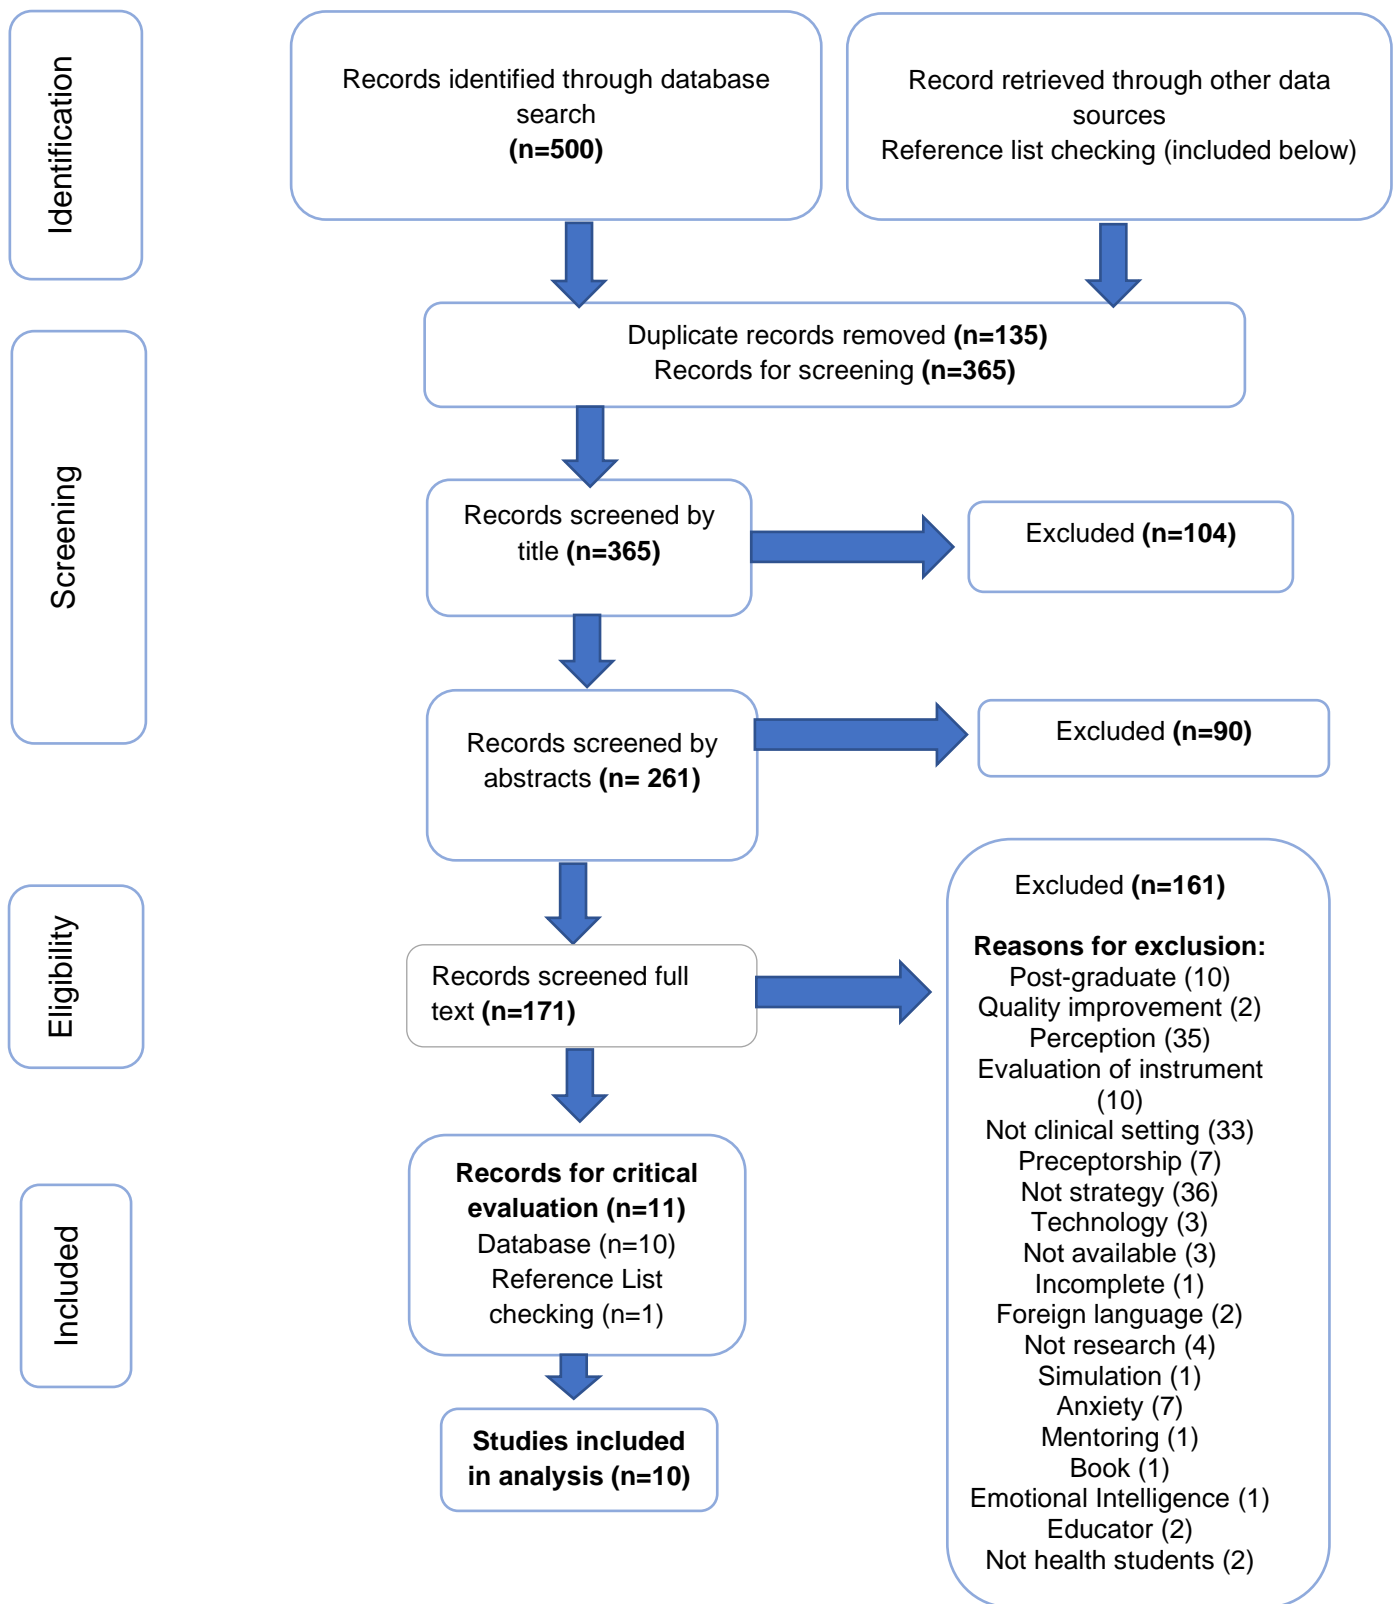 Identification
Records identified through database
search
(n=500)
Record retrieved through other data
sources
Reference list checking (included below)
Screening
Duplicate records removed (n=135)
Records for screening (n=365)
Records screened by
title (n=365)
Excluded (n=104)
Records screened by
abstracts (n= 261)
Excluded (n=90)
Eligibility
Records screened full
text (n=171)
Excluded (n=161)
Reasons for exclusion:
Post-graduate (10)
Quality improvement (2)
Perception (35)
Evaluation of instrument
(10)
Not clinical setting (33)
Preceptorship (7)
Not strategy (36)
Technology (3)
Not available (3)
Incomplete (1)
Foreign language (2)
Not research (4)
Simulation (1)
Anxiety (7)
Mentoring (1)
Book (1)
Emotional Intelligence (1)
Educator (2)
Not health students (2)
Included
Records for critical
evaluation (n=11)
Database (n=10)
Reference List
checking (n=1)
Studies included
in analysis (n=10)